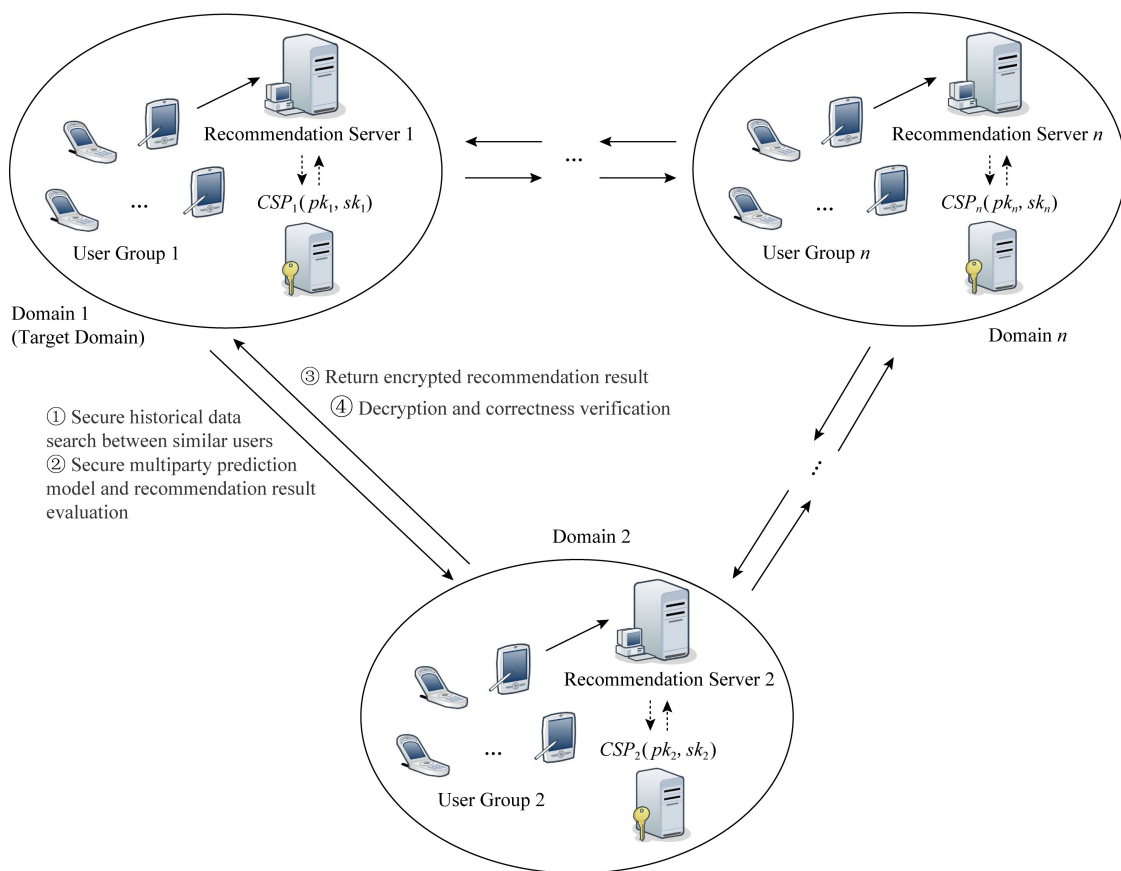 Recommendation Server 1
...
CSP₁(pk₁, sk₁)
User Group 1
Domain 1
(Target Domain)
...
Recommendation Server n
...
CSPₙ(pkₙ, skₙ)
User Group n
Domain n
③ Return encrypted recommendation result
④ Decryption and correctness verification
① Secure historical data
search between similar users
② Secure multiparty prediction
model and recommendation result
evaluation
...
Domain 2
Recommendation Server 2
...
CSP₂(pk₂, sk₂)
User Group 2